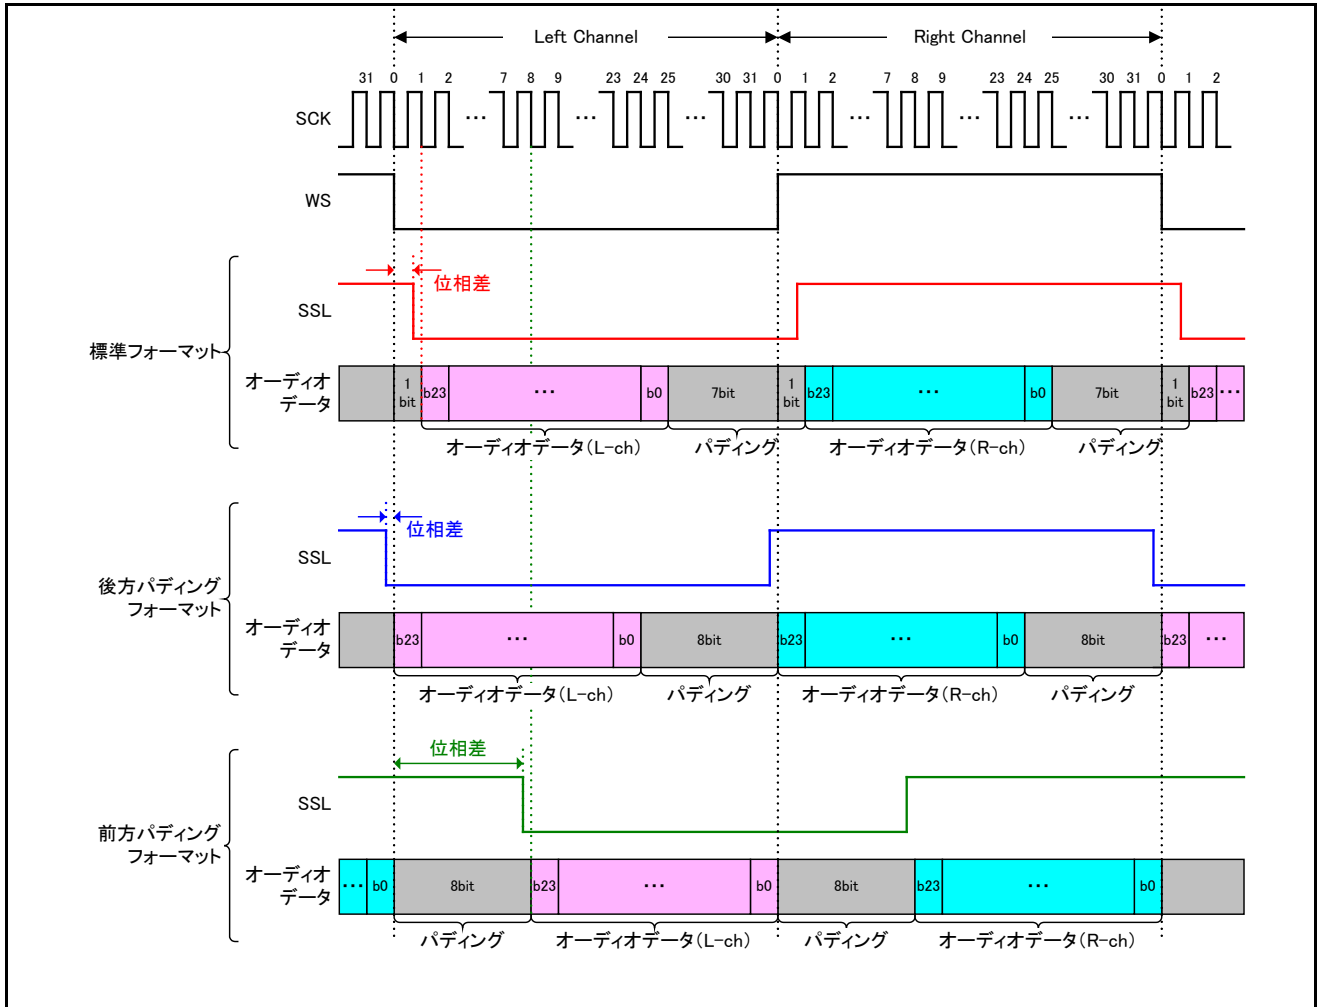 Left Channel Right Channel
31 0 1 2 7 8 9 23 24 25 30 31 0 1 2 7 8 9 23 24 25 30 31 0 1 2
SCK ··· ··· ··· ··· ··· ···
WS
位相差
SSL
標準フォーマット
オーディオ
データ
1
bit
b23 ··· b0 7bit
1
bit
b23 ··· b0 7bit
1
bit
b23 ···
オーディオデータ(L-ch) パディング オーディオデータ(R-ch) パディング
位相差
SSL
後方パディング
フォーマット
オーディオ
データ
b23 ··· b0 8bit b23 ··· b0 8bit b23 ···
オーディオデータ(L-ch) パディング オーディオデータ(R-ch) パディング
位相差
SSL
前方パディング
フォーマット
オーディオ
データ
··· b0 8bit b23 ··· b0 8bit b23 ··· b0
パディング オーディオデータ(L-ch) パディング オーディオデータ(R-ch)